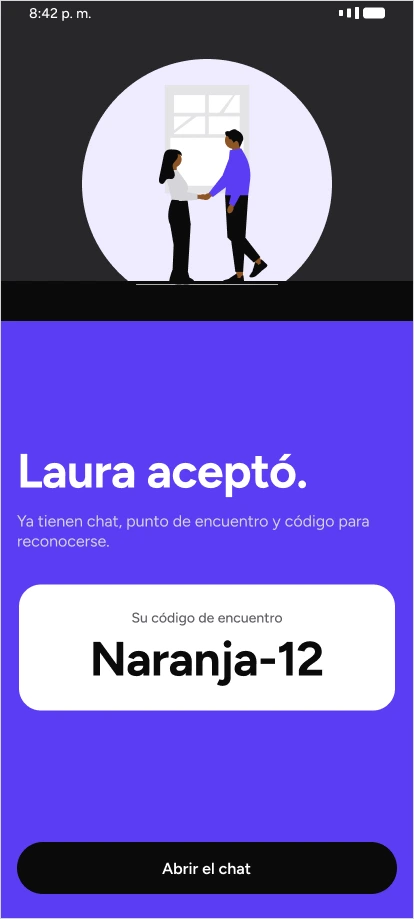 8:42 p. m.
Laura aceptó.
Ya tienen chat, punto de encuentro y código para
reconocerse.
Su código de encuentro
Naranja-12
Abrir el chat